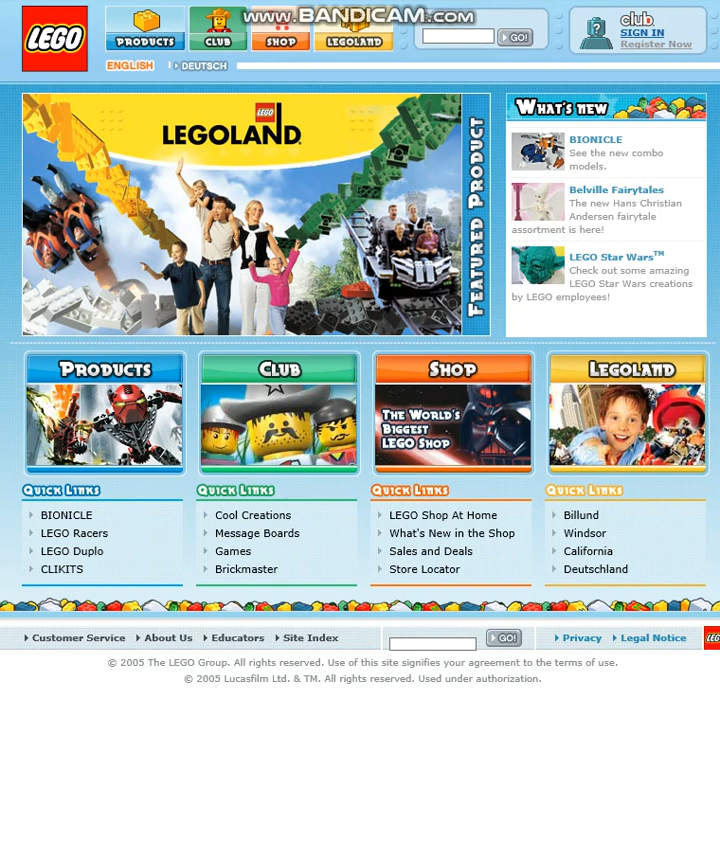 www.BANDICAM.com
LEGO
PRODUCTS
CLUB
SHOP
LEGOLAND
GO!
club
SIGN IN
Register Now
ENGLISH
DEUTSCH
LEGO
LEGOLAND
FEATURED PRODUCT
WHAT'S NEW
BIONICLE
See the new combo
models.
Belville Fairytales
The new Hans Christian
Andersen fairytale
assortment is here!
LEGO Star Wars™
Check out some amazing
LEGO Star Wars creations
by LEGO employees!
PRODUCTS
CLUB
SHOP
LEGOLAND
THE WORLD'S
BIGGEST
LEGO SHOP
QUICK LINKS
BIONICLE
LEGO Racers
LEGO Duplo
CLIKITS
QUICK LINKS
Cool Creations
Message Boards
Games
Brickmaster
QUICK LINKS
LEGO Shop At Home
What's New in the Shop
Sales and Deals
Store Locator
QUICK LINKS
Billund
Windsor
California
Deutschland
Customer Service
About Us
Educators
Site Index
GO!
Privacy
Legal Notice
© 2005 The LEGO Group. All rights reserved. Use of this site signifies your agreement to the terms of use.
© 2005 Lucasfilm Ltd. & TM. All rights reserved. Used under authorization.